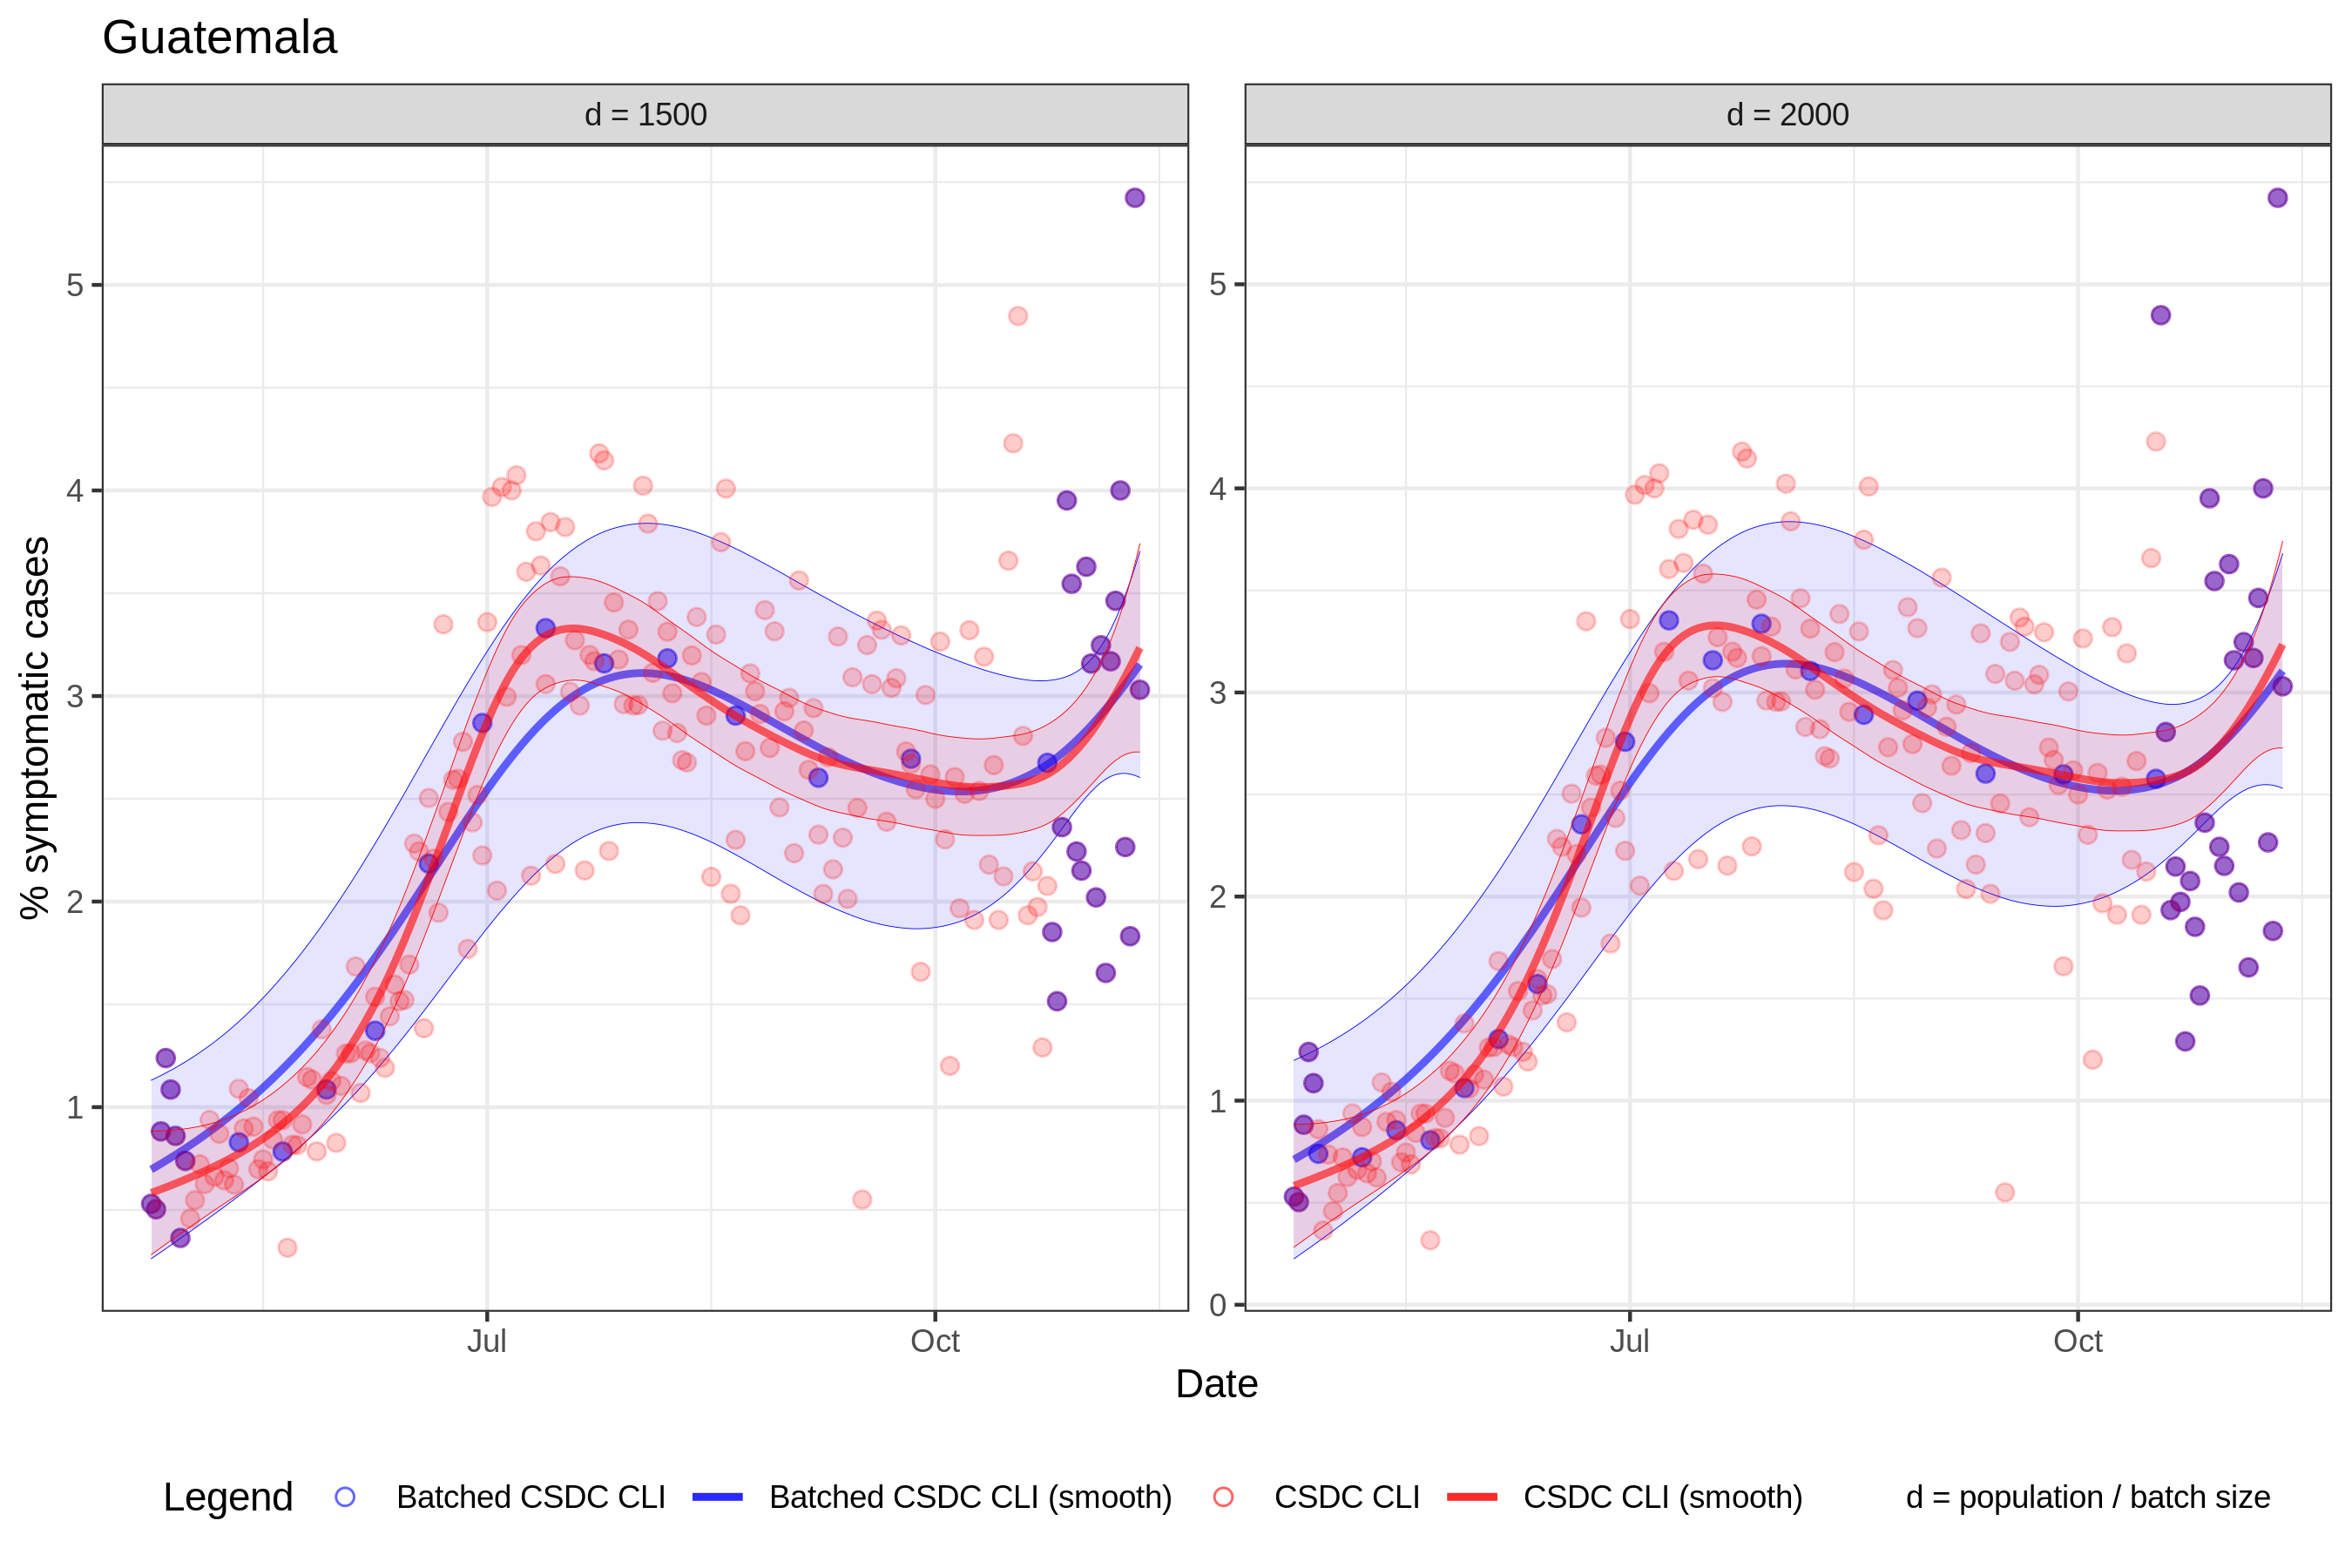 Guatemala
d = 1500
d = 2000
% symptomatic cases
5
4
3
2
1
5
4
3
2
1
0
Jul
Oct
Jul
Oct
Date
Legend
Batched CSDC CLI
Batched CSDC CLI (smooth)
CSDC CLI
CSDC CLI (smooth)
d = population / batch size